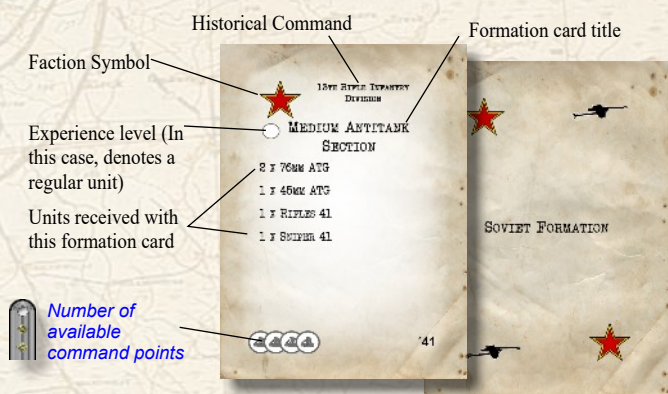 Historical Command
Formation card title
Faction Symbol
13TH RIFLE INFANTRY
DIVISION
Experience level (In
this case, denotes a
regular unit)
MEDIUM ANTITANK
SECTION
2 X 76MM ATG
1 X 45MM ATG
1 X RIFLES 41
1 X SNIPER 41
Units received with
this formation card
SOVIET FORMATION
Number of
available
command points
'41